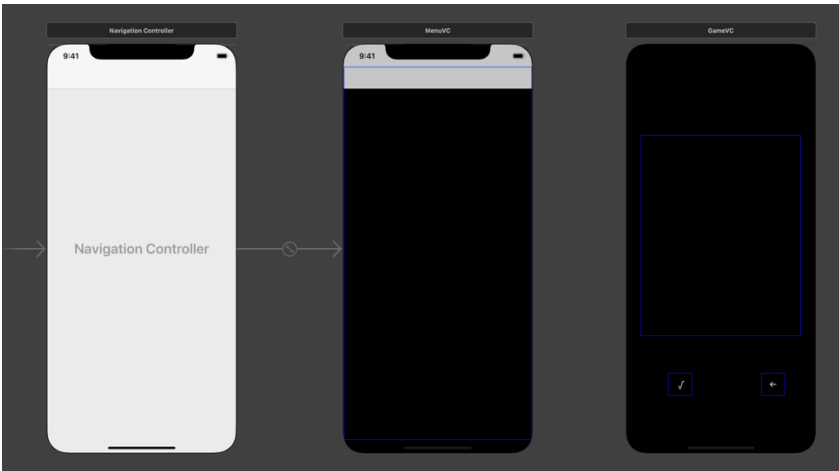 Navigation Controller
MenuVC
GameVC
9:41
9:41
Navigation Controller
√
←